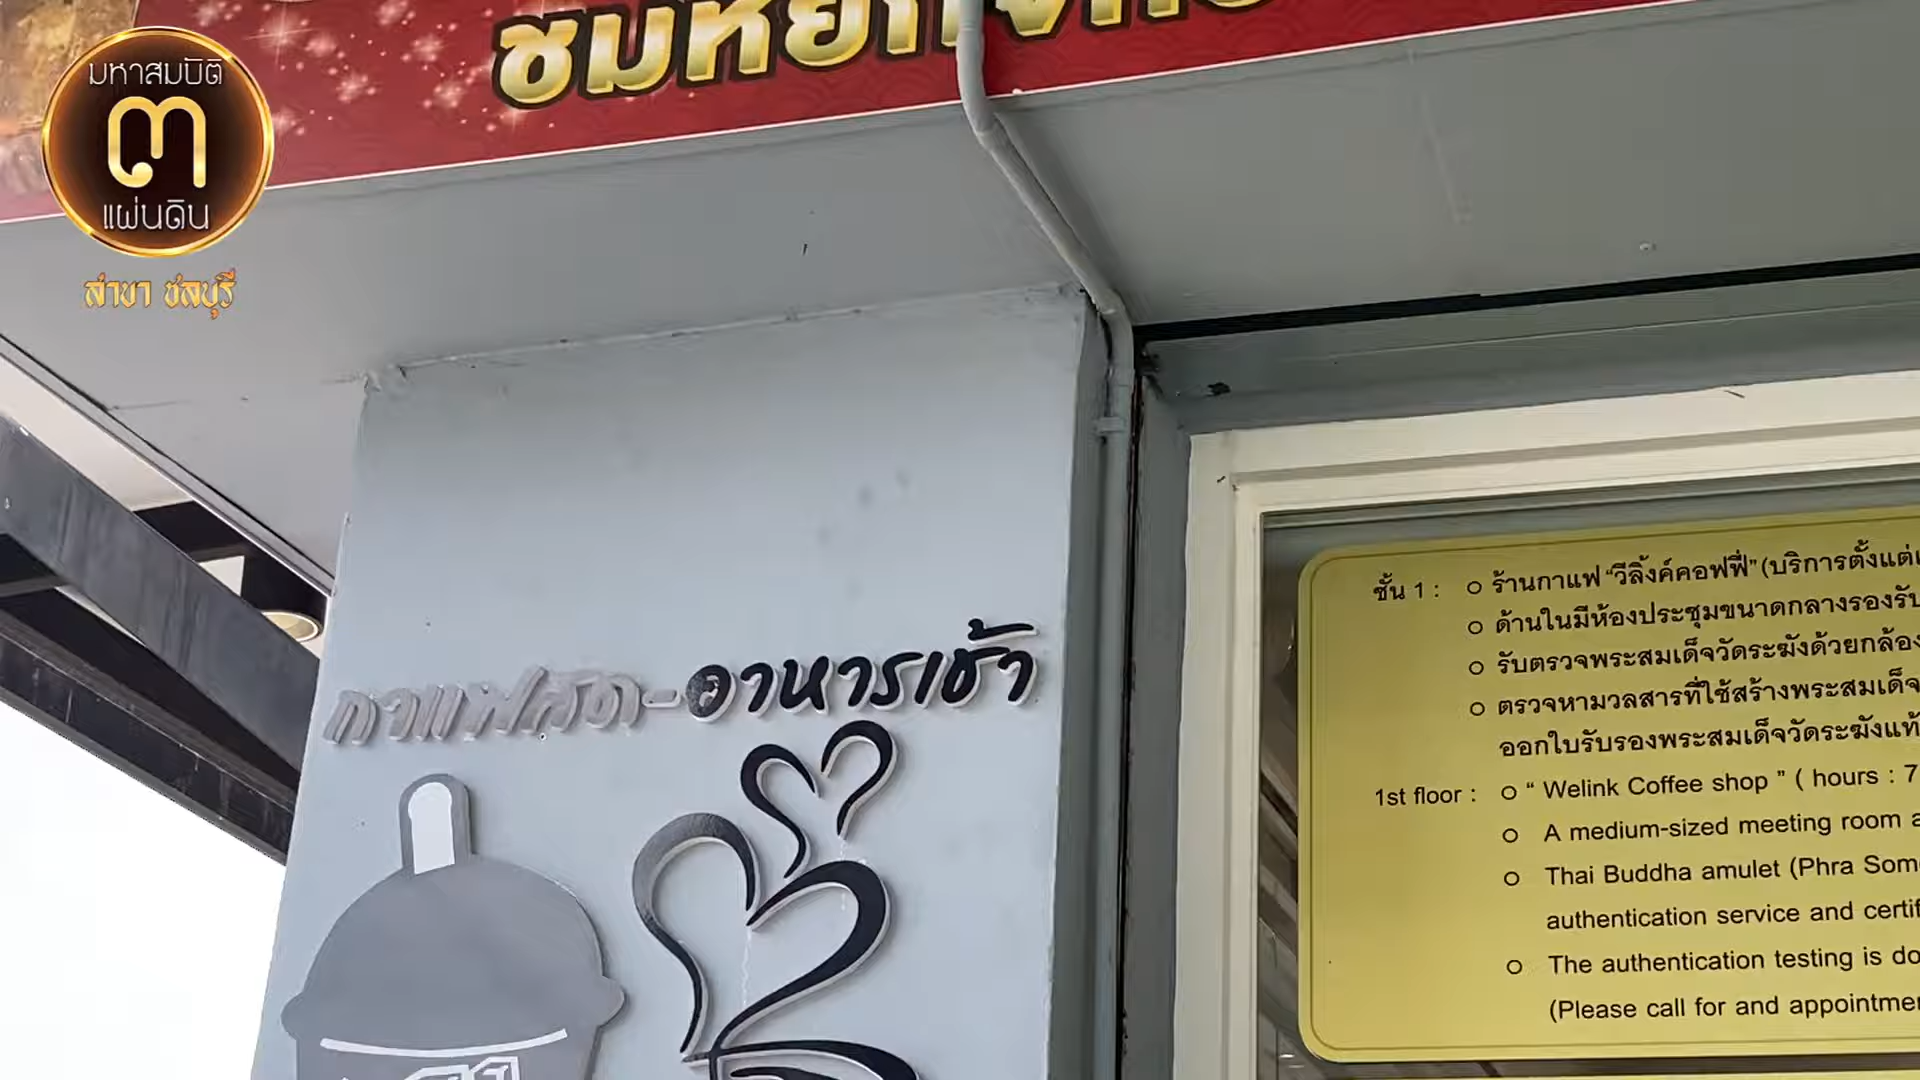 มหาสมบัติ
๓
แผ่นดิน
สาขา ชลบุรี
กาแฟสด-อาหารเช้า
ชั้น 1 : ร้านกาแฟ “วีลิ้งค์คอฟฟี่” (บริการตั้งแต่
ด้านในมีห้องประชุมขนาดกลางรองรับ
รับตรวจพระสมเด็จวัดระฆังด้วยกล้อง
ตรวจหามวลสารที่ใช้สร้างพระสมเด็จ
ออกใบรับรองพระสมเด็จวัดระฆังแท้
1st floor : “ Welink Coffee shop ” ( hours : 7
A medium-sized meeting room
Thai Buddha amulet (Phra
authentication service and
The authentication testing is
(Please call for and